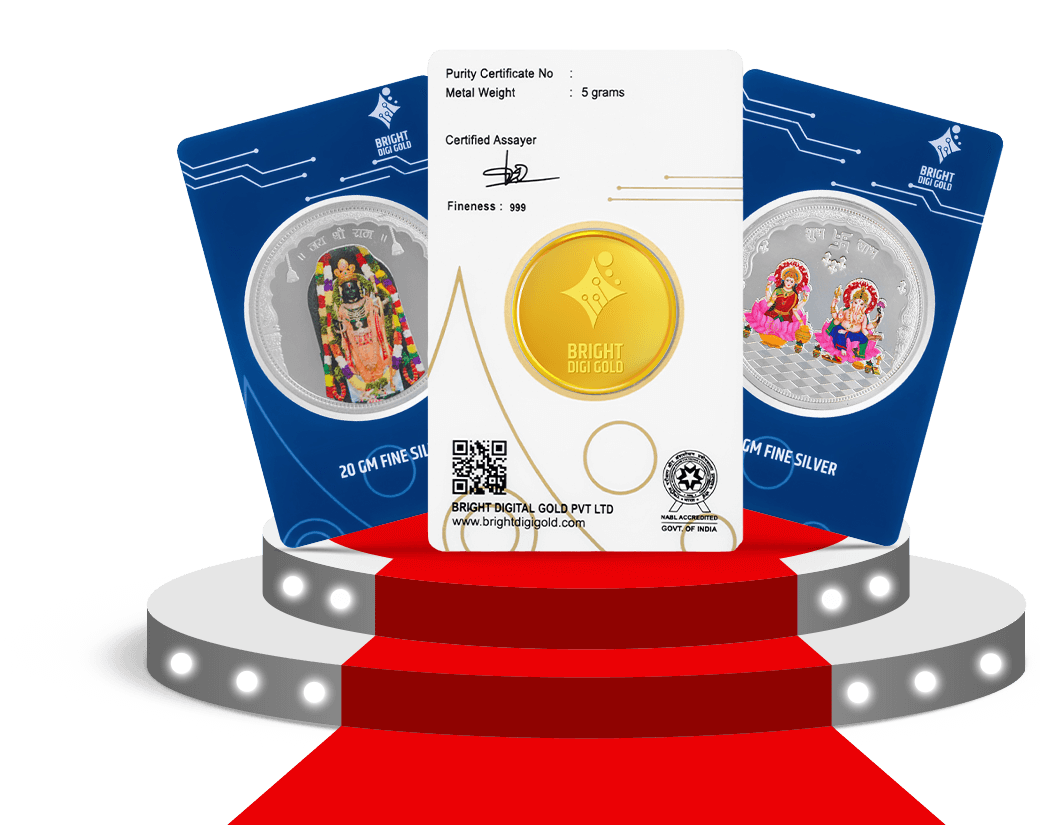 BRIGHT
DIGI GOLD
॥ जय श्री राम ॥
20 GM FINE SIL
Purity Certificate No :
Metal Weight : 5 grams
Certified Assayer
Fineness : 999
BRIGHT
DIGI GOLD
BRIGHT DIGITAL GOLD PVT LTD
www.brightdigigold.com
NABL ACCREDITED
GOVT. OF INDIA
BRIGHT
DIGI GOLD
शुभ लाभ
GM FINE SILVER